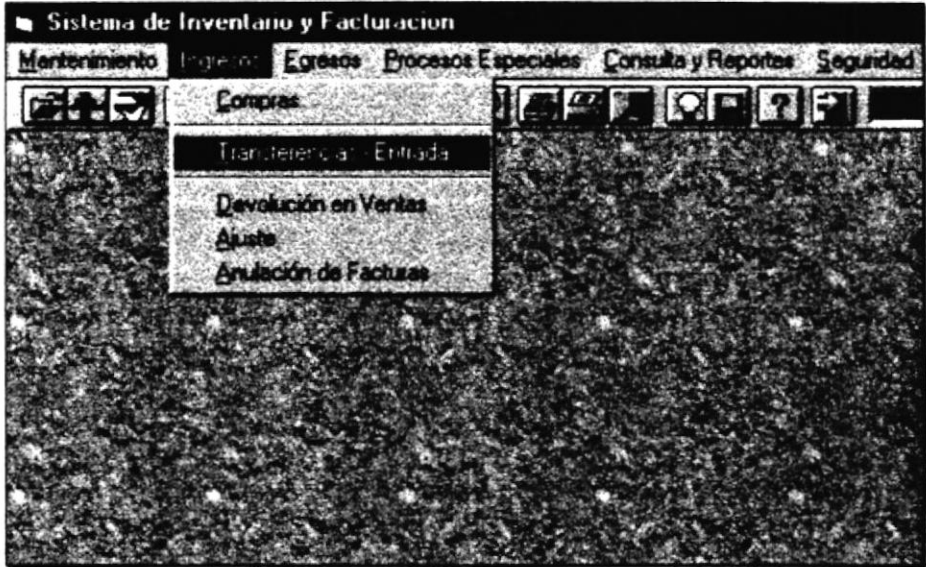 Sistema de Inventario y Facturacion
Mantenimiento Ingresos Egresos Procesos Especiales Consulta y Reportes Seguridad
Compras
Transferencias - Entrada
Devolución en Ventas
Ajuste
Anulación de Facturas